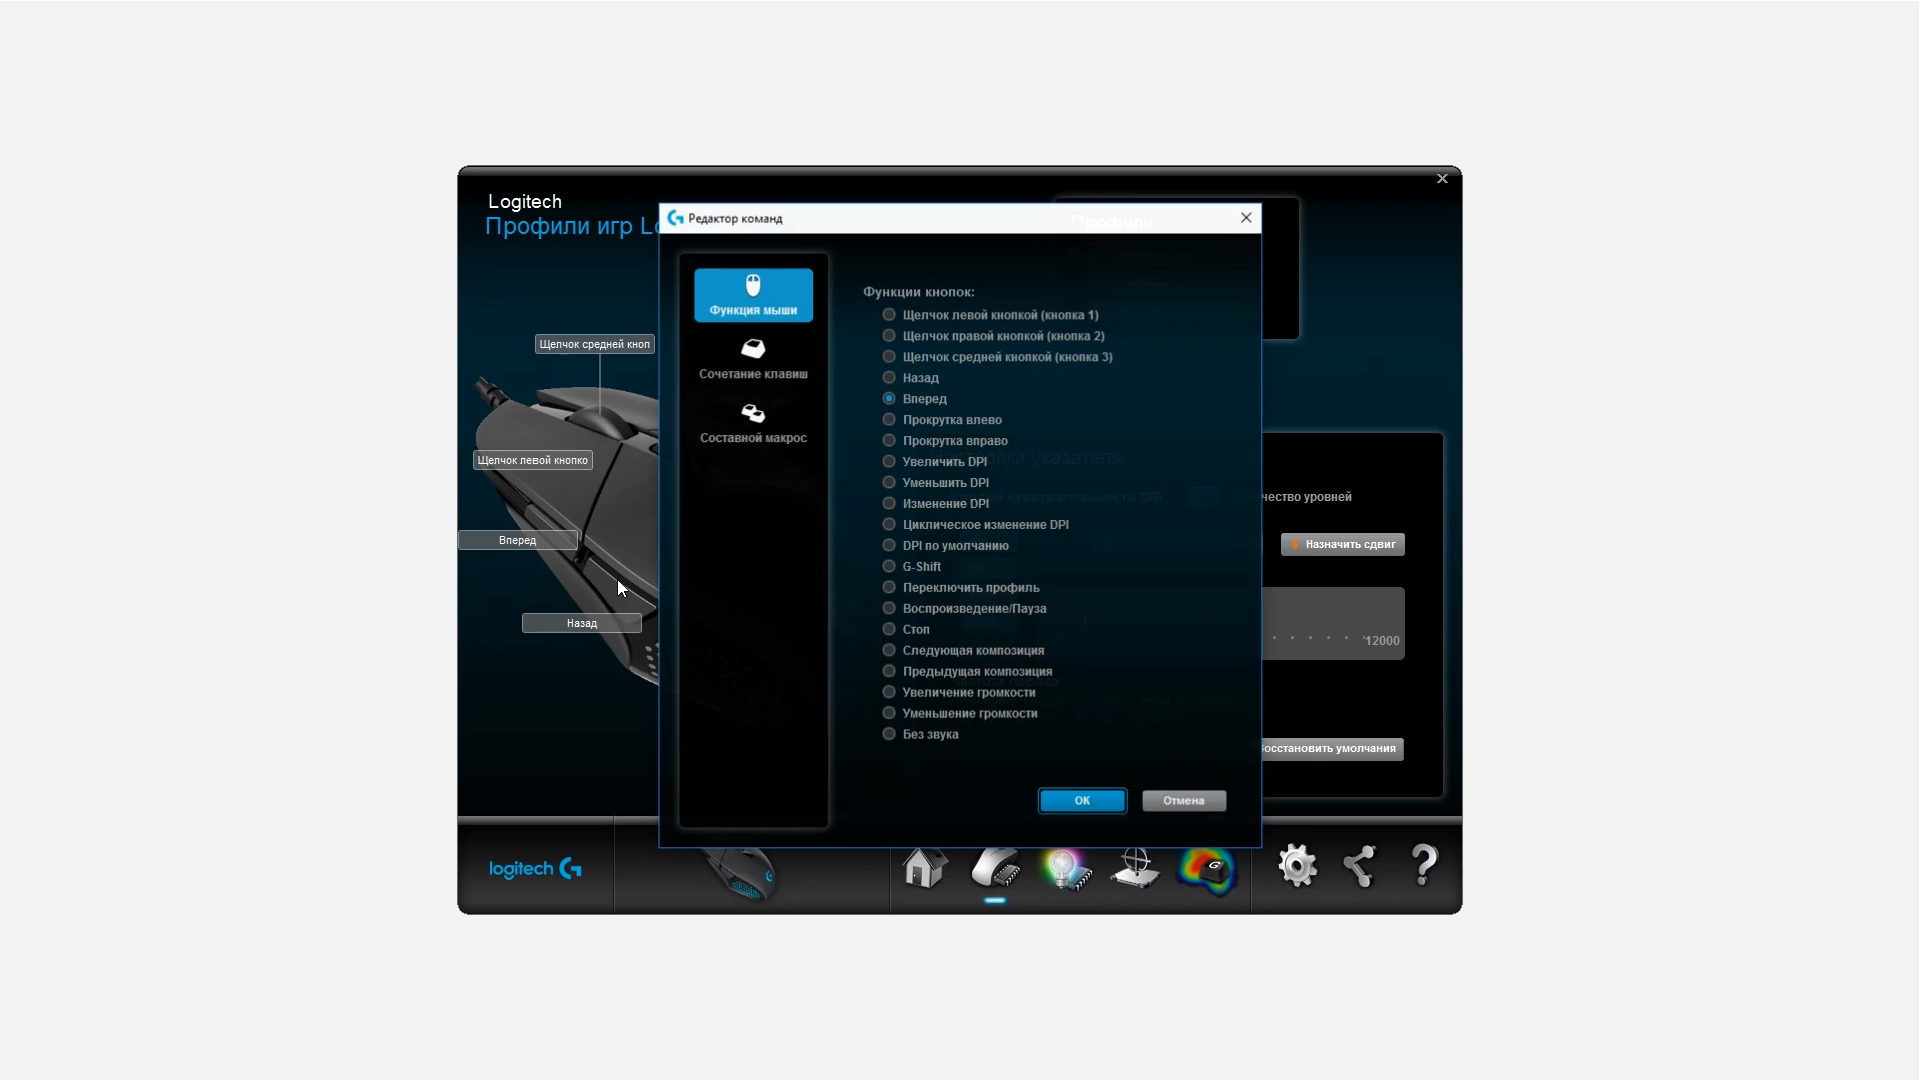 Logitech
Профили игр Lo
Редактор команд
Профили
Функция мыши
Сочетание клавиш
Составной макрос
Функции кнопок:
Щелчок левой кнопкой (кнопка 1)
Щелчок правой кнопкой (кнопка 2)
Щелчок средней кнопкой (кнопка 3)
Назад
Вперед
Прокрутка влево
Прокрутка вправо
Увеличить DPI
Уменьшить DPI
Изменение DPI
Циклическое изменение DPI
DPI по умолчанию
G-Shift
Переключить профиль
Воспроизведение/Пауза
Стоп
Следующая композиция
Предыдущая композиция
Увеличение громкости
Уменьшение громкости
Без звука
OK
Отмена
Щелчок средней кноп
Щелчок левой кнопко
Вперед
Назад
указателя
чество уровней
Назначить сдвиг
12000
осстановить умолчания
logitech G